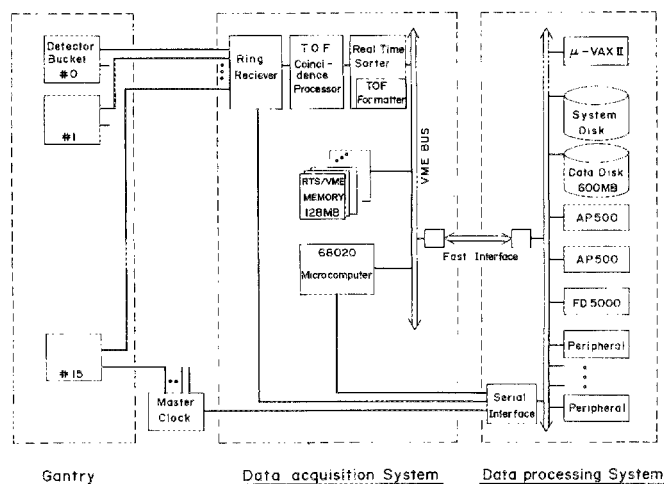 Detector
Bucket
#0
#1
#15
Master
Clock
Ring
Reciever
TOF
Coinci-
dence
Processor
Real Time
Sorter
TOF
Formatter
VME BUS
RTS/VME
MEMORY
128MB
68020
Microcomputer
Fast Interface
Serial
Interface
μ-VAX II
System
Disk
Data Disk
600MB
AP500
AP500
FD5000
Peripheral
Peripheral
Gantry
Data acquisition System
Data processing System